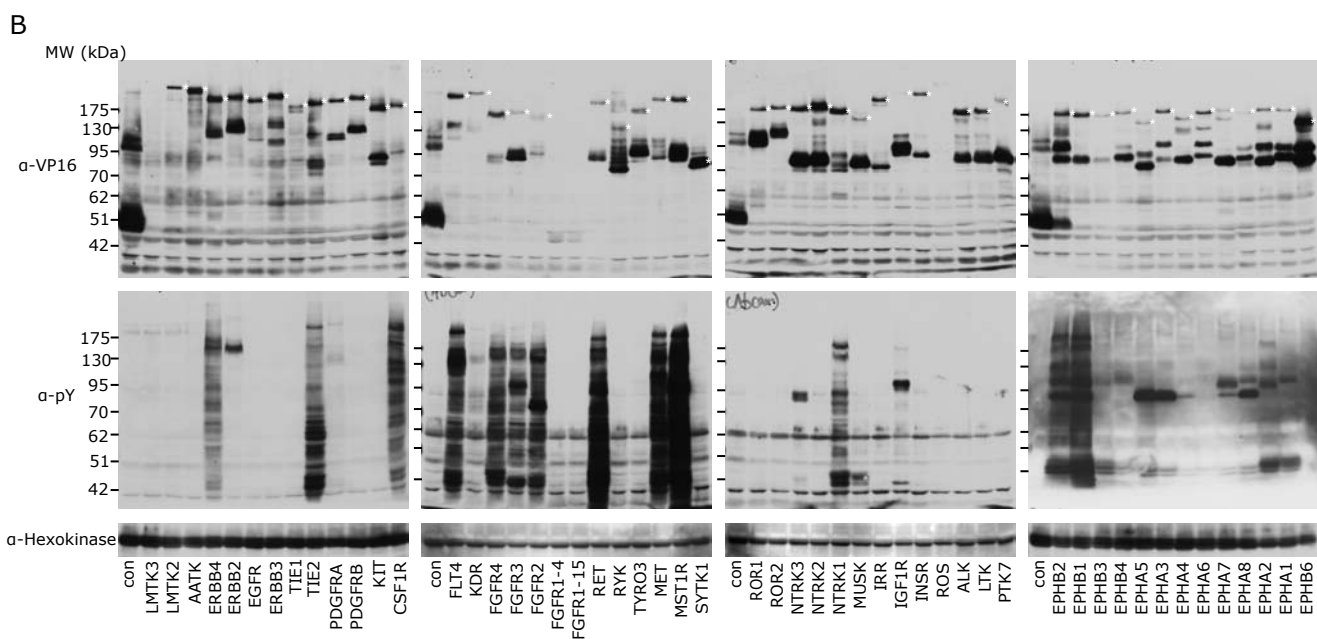 B
MW (kDa)
175
130
95
70
62
51
42
α-VP16
175
130
95
70
62
51
42
α-pY
α-Hexokinase
con
LMTK3
LMTK2
AATK
ERBB4
ERBB2
EGFR
ERBB3
TIE1
TIE2
PDGFRA
PDGFRB
KIT
CSF1R
con
FLT4
KDR
FGFR4
FGFR3
FGFR2
FGFR1-4
FGFR1-15
RET
RYK
TYRO3
MET
MST1R
SYTK1
con
ROR1
ROR2
NTRK3
NTRK2
NTRK1
MUSK
IRR
IGF1R
INSR
ROS
ALK
LTK
PTK7
con
EPHB2
EPHB1
EPHB3
EPHB4
EPHA5
EPHA3
EPHA4
EPHA6
EPHA7
EPHA8
EPHA2
EPHA1
EPHB6